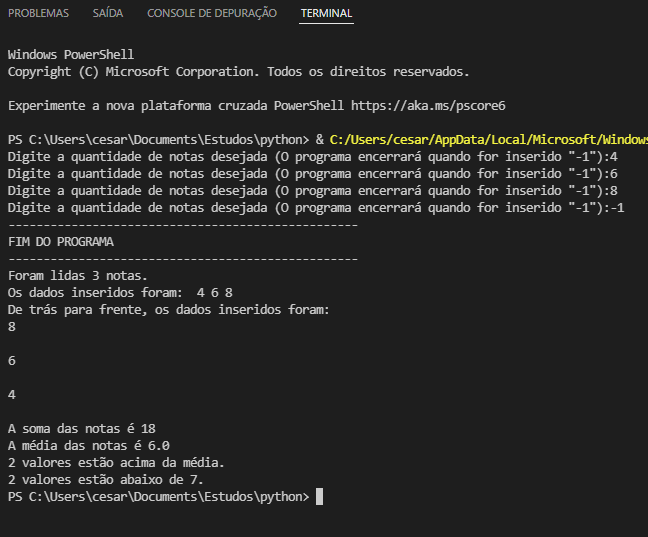 PROBLEMAS SAÍDA CONSOLE DE DEPURAÇÃO TERMINAL
Windows PowerShell
Copyright (C) Microsoft Corporation. Todos os direitos reservados.
Experimente a nova plataforma cruzada PowerShell https://aka.ms/pscore6
PS C:\Users\cesar\Documents\Estudos\python> & C:/Users/cesar/AppData/Local/Microsoft/Windows
Digite a quantidade de notas desejada (O programa encerrará quando for inserido "-1"):4
Digite a quantidade de notas desejada (O programa encerrará quando for inserido "-1"):6
Digite a quantidade de notas desejada (O programa encerrará quando for inserido "-1"):8
Digite a quantidade de notas desejada (O programa encerrará quando for inserido "-1"):-1
--------------------------------------------------
FIM DO PROGRAMA
--------------------------------------------------
Foram lidas 3 notas.
Os dados inseridos foram:  4 6 8
De trás para frente, os dados inseridos foram:
8
6
4
A soma das notas é 18
A média das notas é 6.0
2 valores estão acima da média.
2 valores estão abaixo de 7.
PS C:\Users\cesar\Documents\Estudos\python>